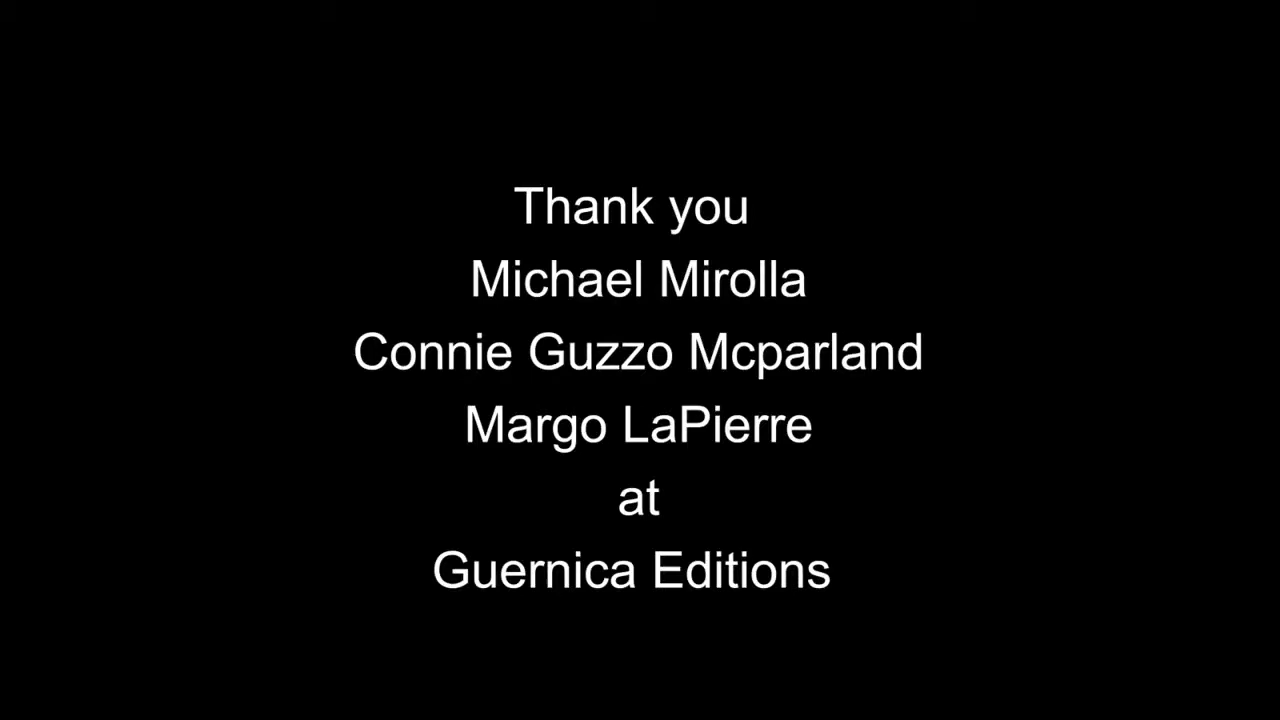 Thank you
Michael Mirolla
Connie Guzzo Mcparland
Margo LaPierre
at
Guernica Editions